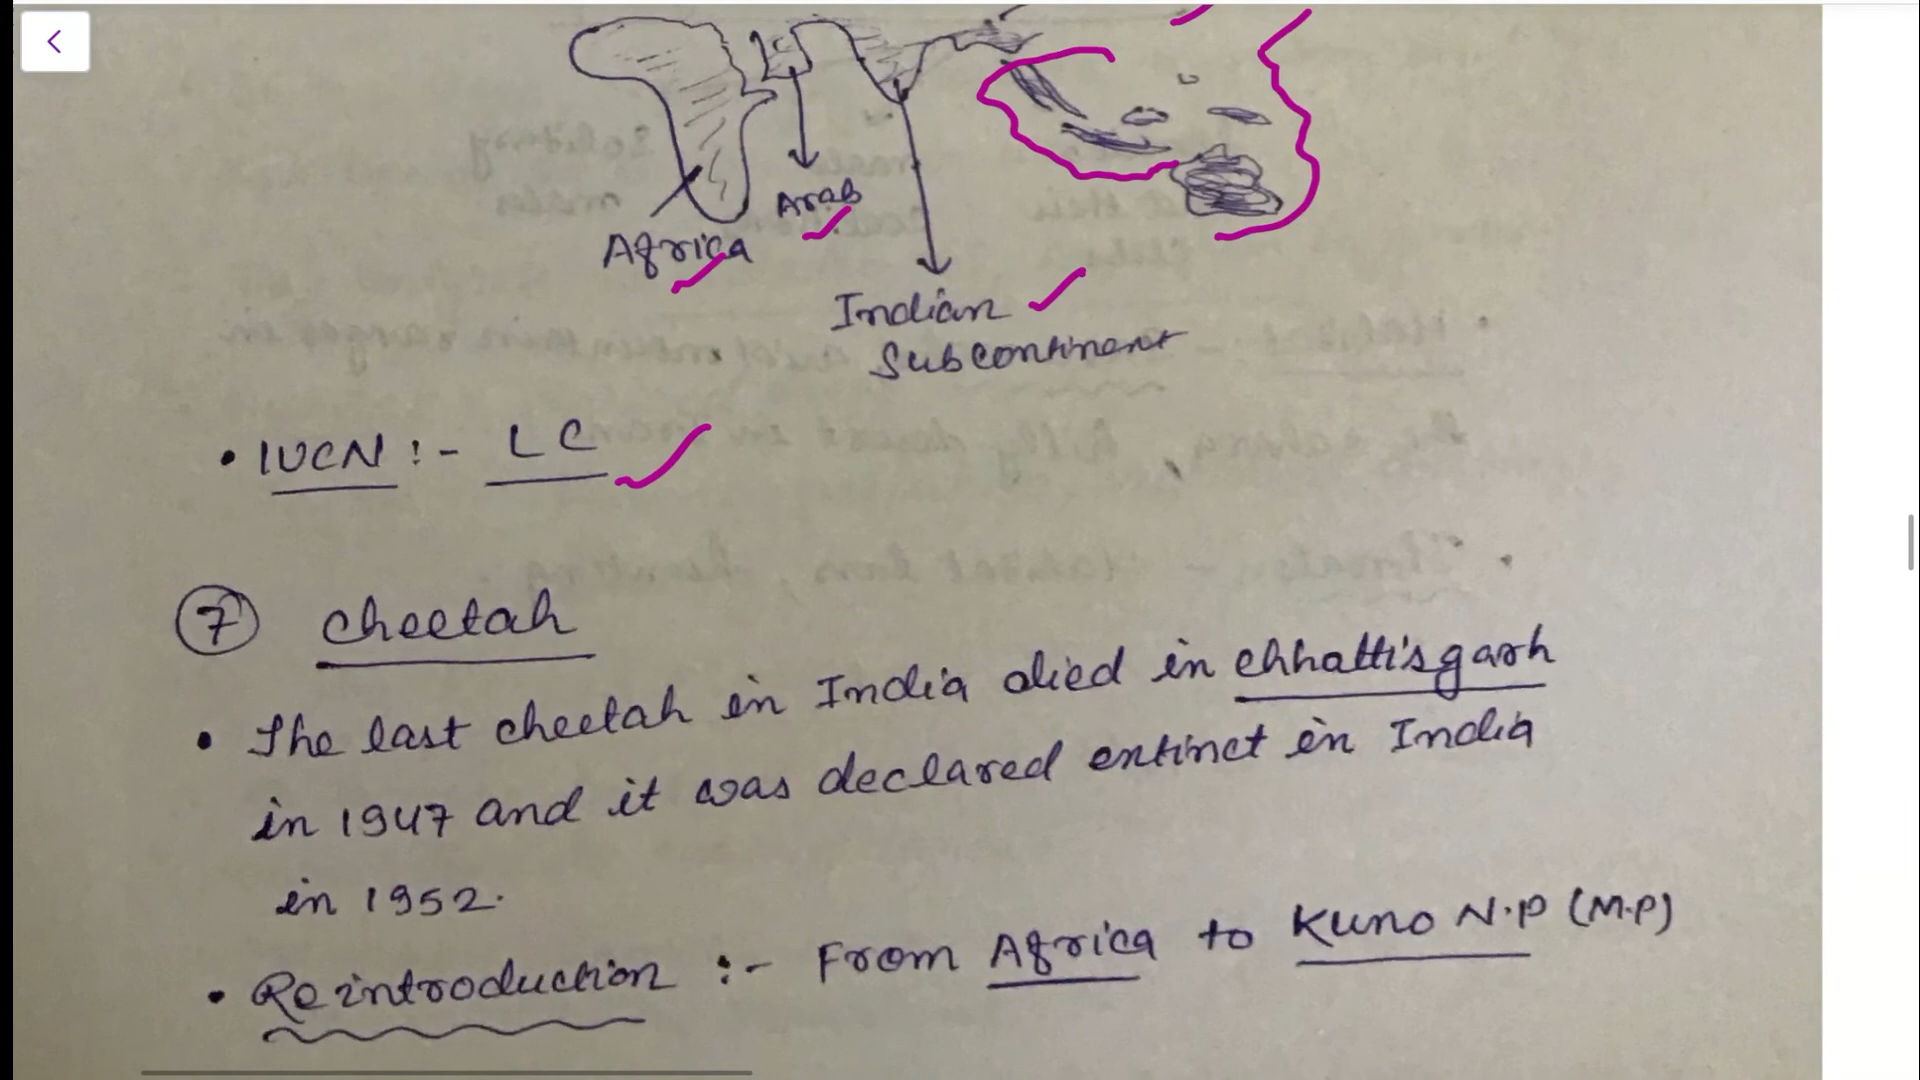 Arab
Africa
Indian
Subcontinent
• IUCN :- LC
7 Cheetah
• The last cheetah in India died in chhattisgarh
in 1947 and it was declared extinct in India
in 1952.
• Reintroduction :- From Africa to Kuno N.P (M.P)